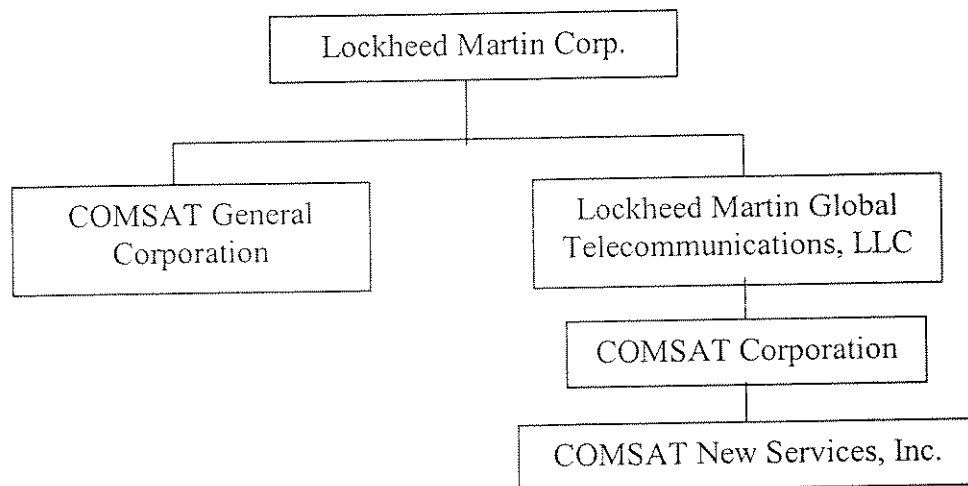 Lockheed Martin Corp.
COMSAT General
Corporation
Lockheed Martin Global
Telecommunications, LLC
COMSAT Corporation
COMSAT New Services, Inc.